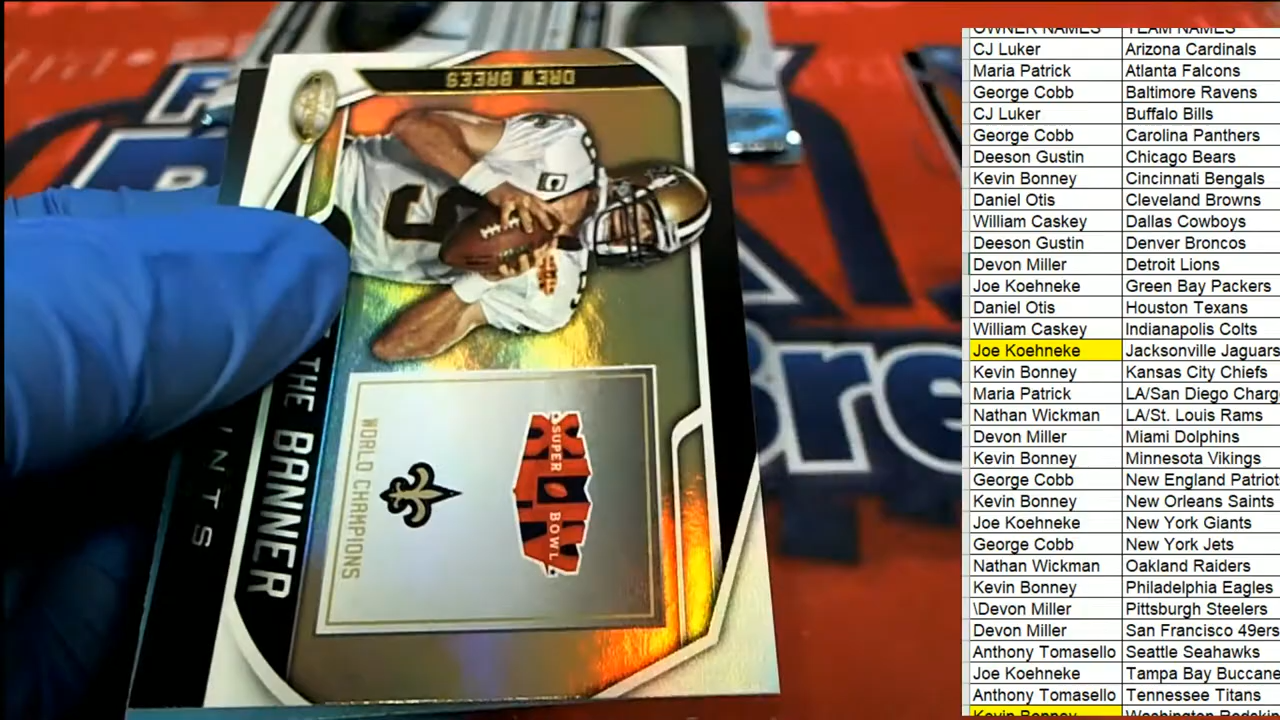 DREW BREES
THE BANNER
WORLD CHAMPIONS
SUPER
BOWL
XLIV
NTS
C
9
OWNER NAMES TEAM NAMES
CJ Luker Arizona Cardinals
Maria Patrick Atlanta Falcons
George Cobb Baltimore Ravens
CJ Luker Buffalo Bills
George Cobb Carolina Panthers
Deeson Gustin Chicago Bears
Kevin Bonney Cincinnati Bengals
Daniel Otis Cleveland Browns
William Caskey Dallas Cowboys
Deeson Gustin Denver Broncos
Devon Miller Detroit Lions
Joe Koehneke Green Bay Packers
Daniel Otis Houston Texans
William Caskey Indianapolis Colts
Joe Koehneke Jacksonville Jaguars
Kevin Bonney Kansas City Chiefs
Maria Patrick LA/San Diego Charg
Nathan Wickman LA/St. Louis Rams
Devon Miller Miami Dolphins
Kevin Bonney Minnesota Vikings
George Cobb New England Patriot
Kevin Bonney New Orleans Saints
Joe Koehneke New York Giants
George Cobb New York Jets
Nathan Wickman Oakland Raiders
Kevin Bonney Philadelphia Eagles
\Devon Miller Pittsburgh Steelers
Devon Miller San Francisco 49ers
Anthony Tomasello Seattle Seahawks
Joe Koehneke Tampa Bay Buccane
Anthony Tomasello Tennessee Titans
Kevin Bonney Washington Redskin